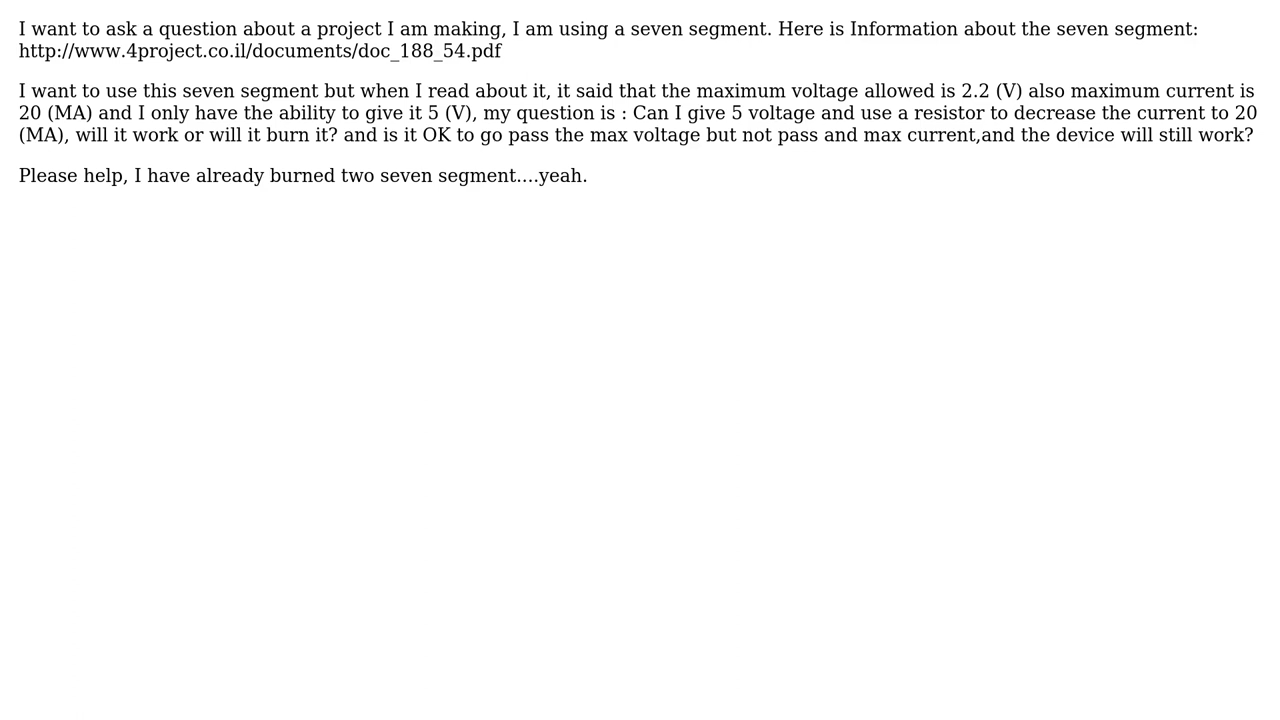 I want to ask a question about a project I am making, I am using a seven segment. Here is Information about the seven segment:
http://www.4project.co.il/documents/doc_188_54.pdf
I want to use this seven segment but when I read about it, it said that the maximum voltage allowed is 2.2 (V) also maximum current is
20 (MA) and I only have the ability to give it 5 (V), my question is : Can I give 5 voltage and use a resistor to decrease the current to 20
(MA), will it work or will it burn it? and is it OK to go pass the max voltage but not pass and max current,and the device will still work?
Please help, I have already burned two seven segment....yeah.